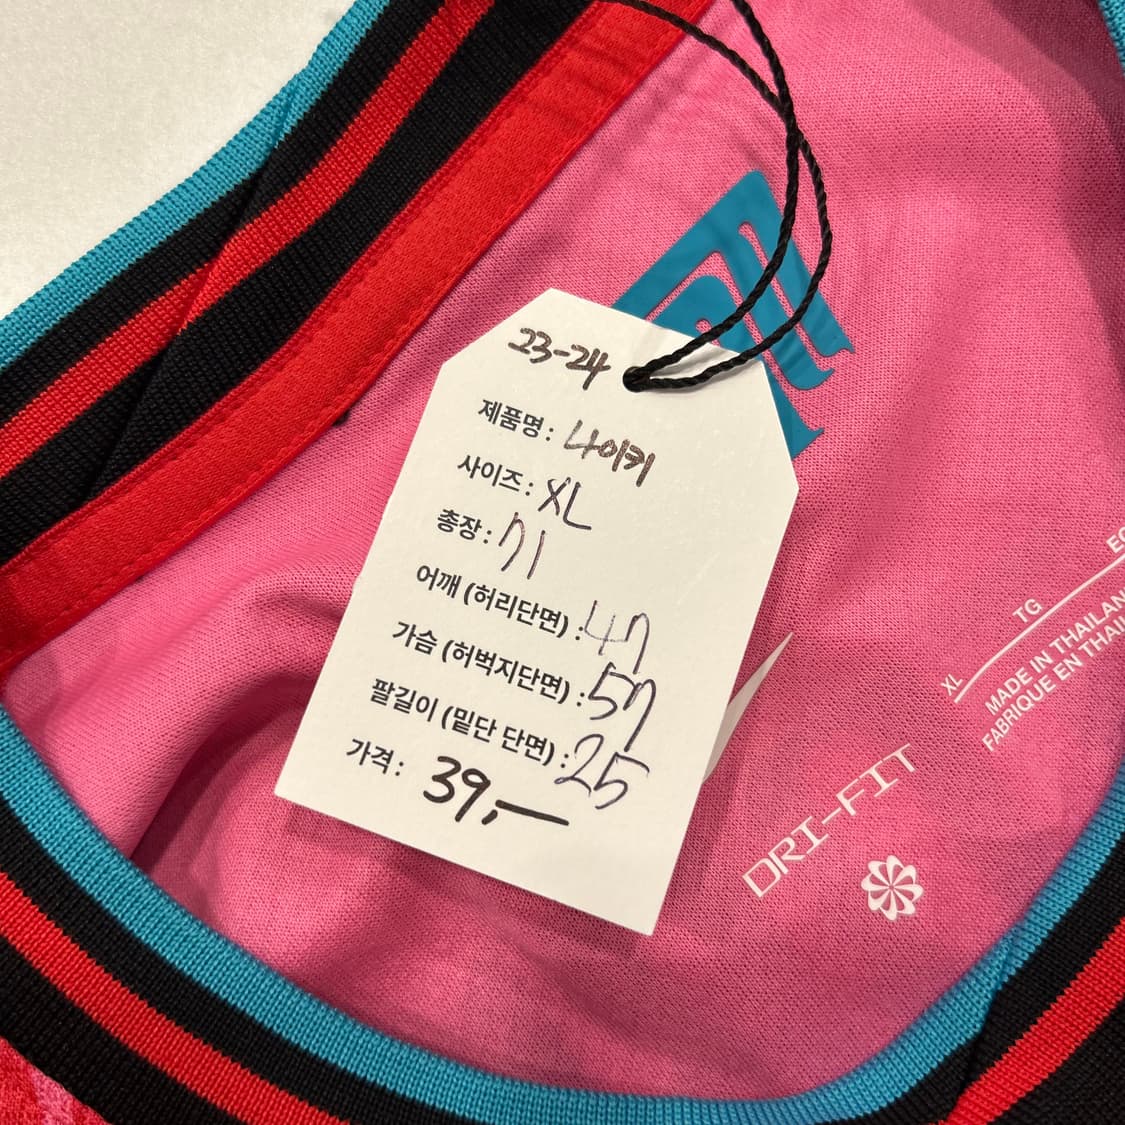 23-24
제품명 : 나이키
사이즈 : XL
총장 : 71
어깨 (허리단면) : 47
가슴 (허벅지단면) : 57
팔길이 (밑단 단면) : 25
가격 : 39,-
XL TG
MADE IN THAILAN
FABRIQUE EN THAI
DRI-FIT